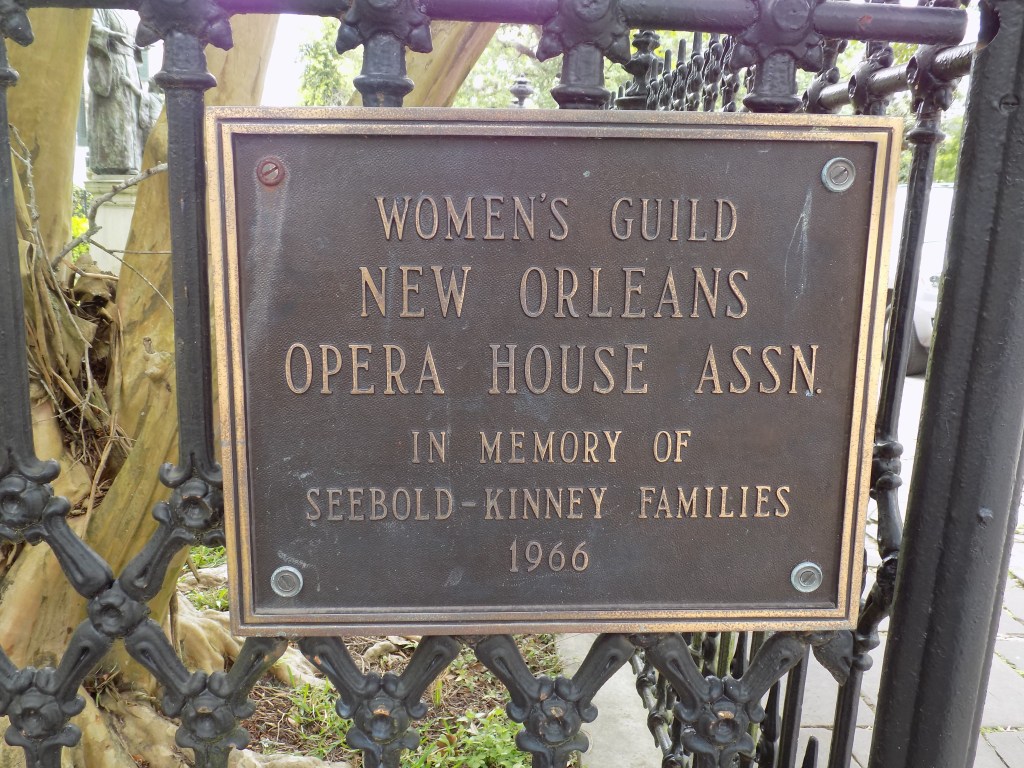 WOMEN'S GUILD
NEW ORLEANS
OPERA HOUSE ASSN.
IN MEMORY OF
SEEBOLD-KINNEY FAMILIES
1966